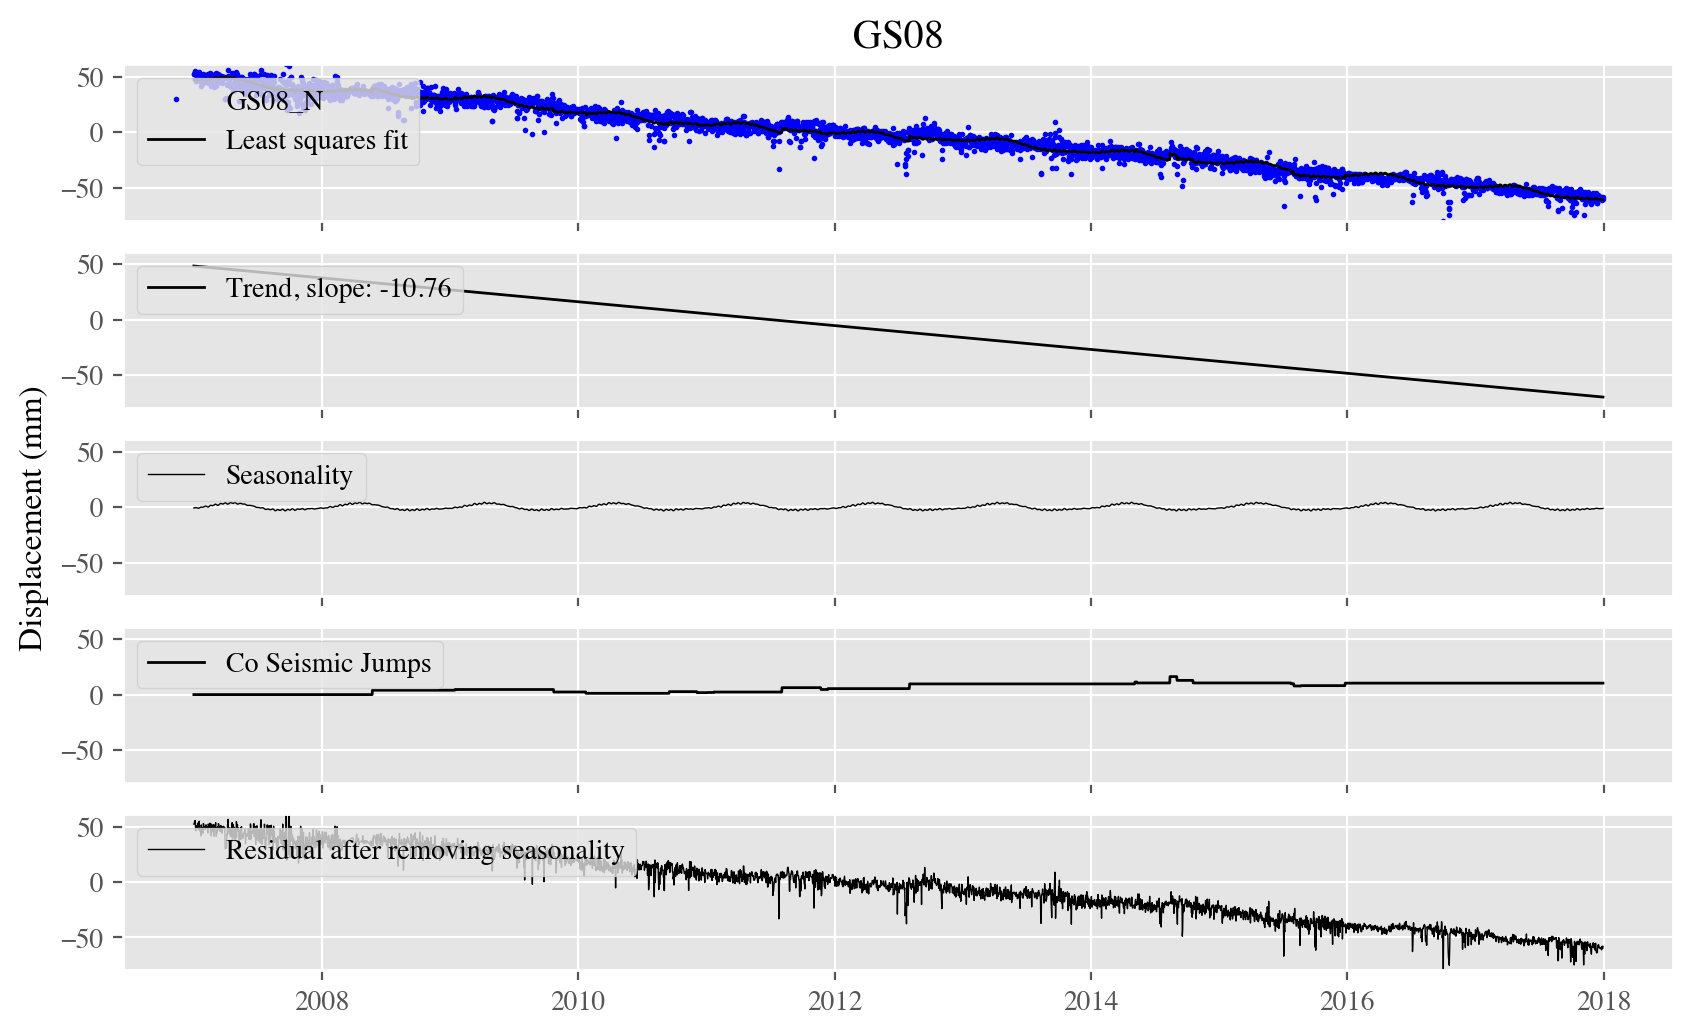 GS08
50
0
−50
GS08_N
Least squares fit
50
0
−50
Trend, slope: -10.76
Displacement (mm)
50
0
−50
Seasonality
50
0
−50
Co Seismic Jumps
50
0
−50
Residual after removing seasonality
2008 2010 2012 2014 2016 2018